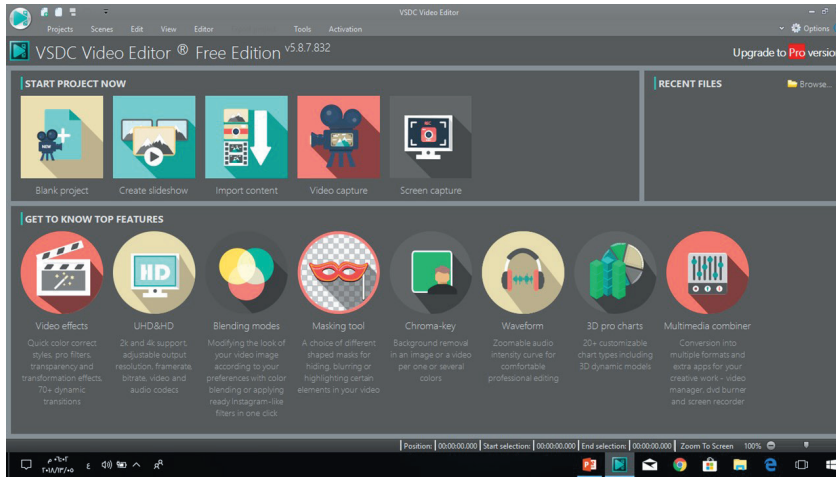 VSDC Video Editor
Projects Scenes Edit View Editor Tools Activation
Options
VSDC Video Editor ® Free Edition v5.8.7.832
Upgrade to Pro versio
START PROJECT NOW
RECENT FILES
Browse...
Blank project
Create slideshow
Import content
Video capture
Screen capture
GET TO KNOW TOP FEATURES
HD
Video effects
Quick color correct
styles, pro filters,
transparency and
transformation effects,
70+ dynamic
transitions
UHD&HD
2k and 4k support,
adjustable output
resolution, framerate,
bitrate, video and
audio codecs
Blending modes
Modifying the look of
your video image
according to your
preferences with color
blending or applying
ready Instagram-like
filters in one click
Masking tool
A choice of different
shaped masks for
hiding, blurring or
highlighting certain
elements in your video
Chroma-key
Background removal
in an image or a video
per one or several
colors
Waveform
Zoomable audio
intensity curve for
comfortable
professional editing
3D pro charts
20+ customizable
chart types including
3D dynamic models
Multimedia combiner
Conversion into
multiple formats and
extra apps for your
creative work - video
manager, dvd burner
and screen recorder
Position: 00:00:00.000 Start selection: 00:00:00.000 End selection: 00:00:00.000 Zoom To Screen 100%
ع